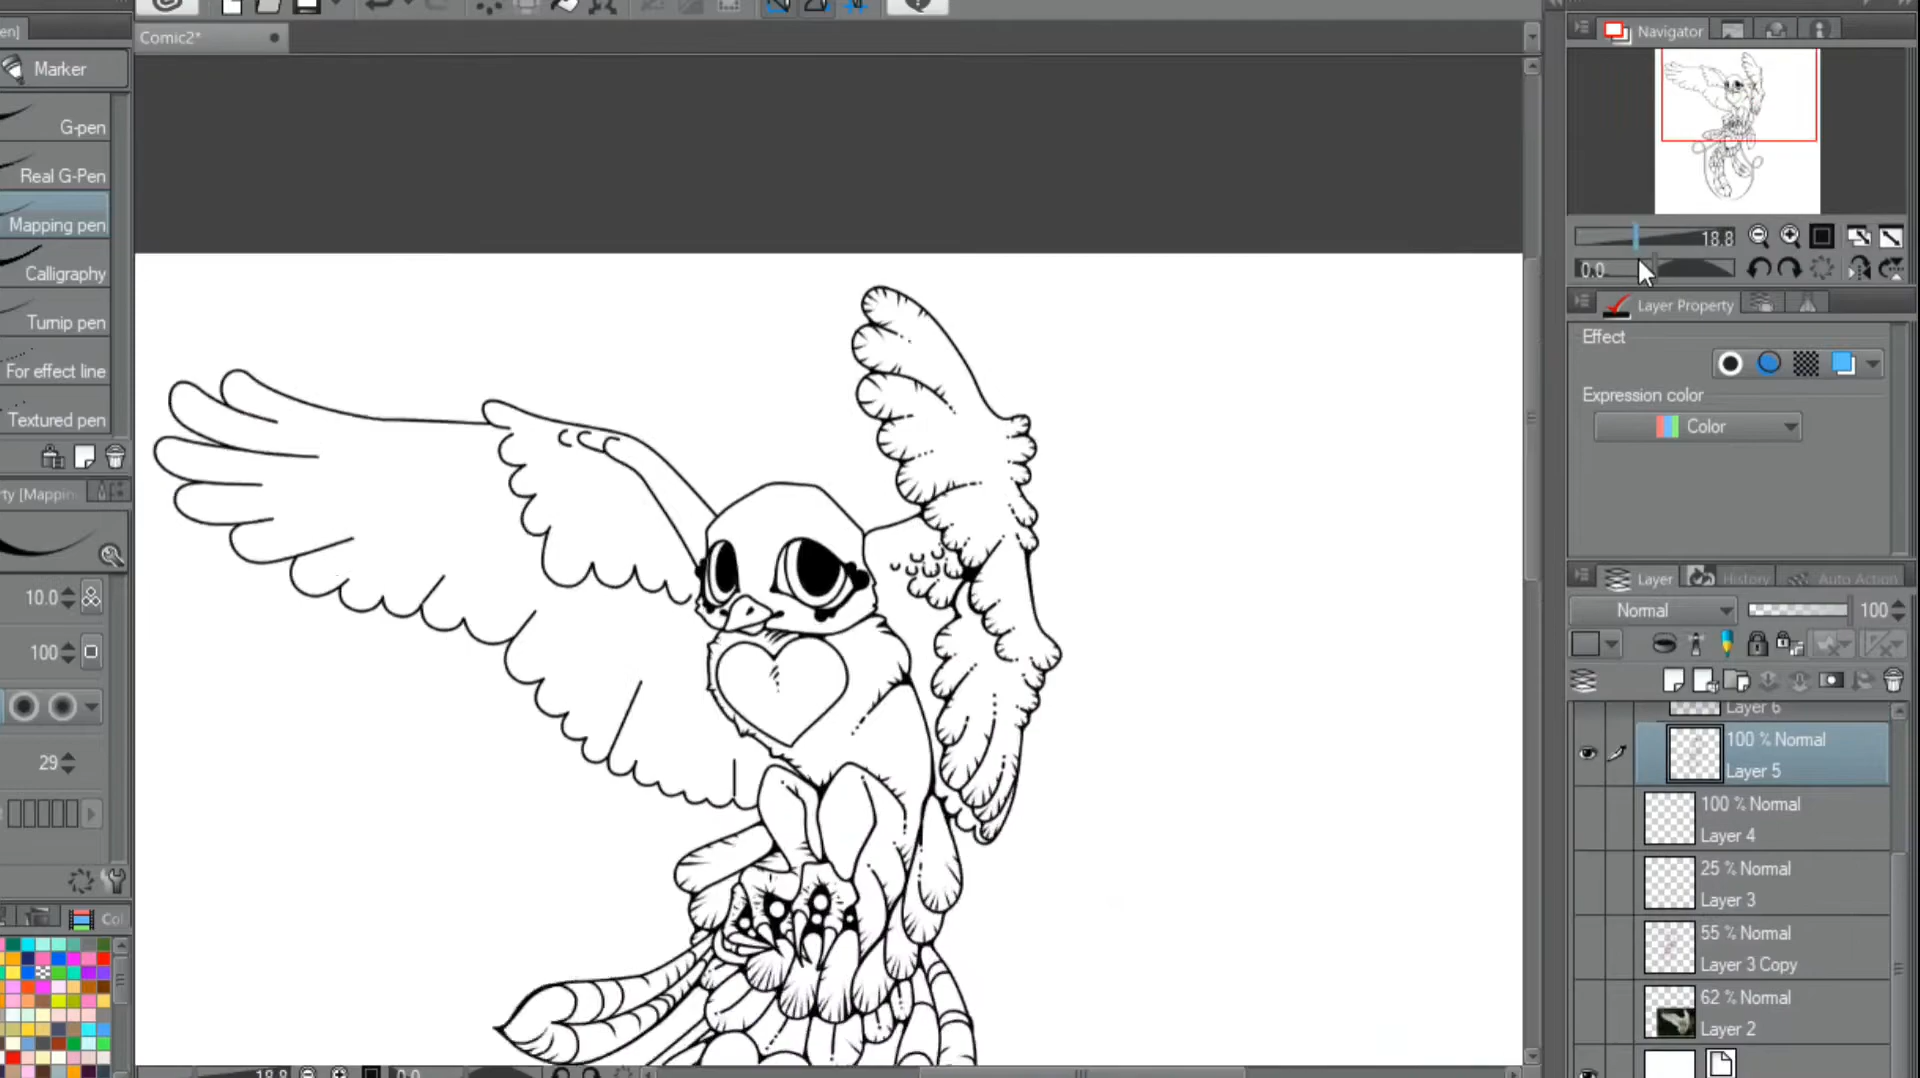 en]
Comic2*
Navigator
Marker
G-pen
Real G-Pen
Mapping pen
Calligraphy
Turnip pen
For effect line
Textured pen
18.8
0.0
Layer Property
Effect
Expression color
Color
rty [Mappin
10.0
100
29
Col
Layer
History
Auto Action
Normal
100
Layer 6
100 % Normal
Layer 5
100 % Normal
Layer 4
25 % Normal
Layer 3
55 % Normal
Layer 3 Copy
62 % Normal
Layer 2
18.8
0.0